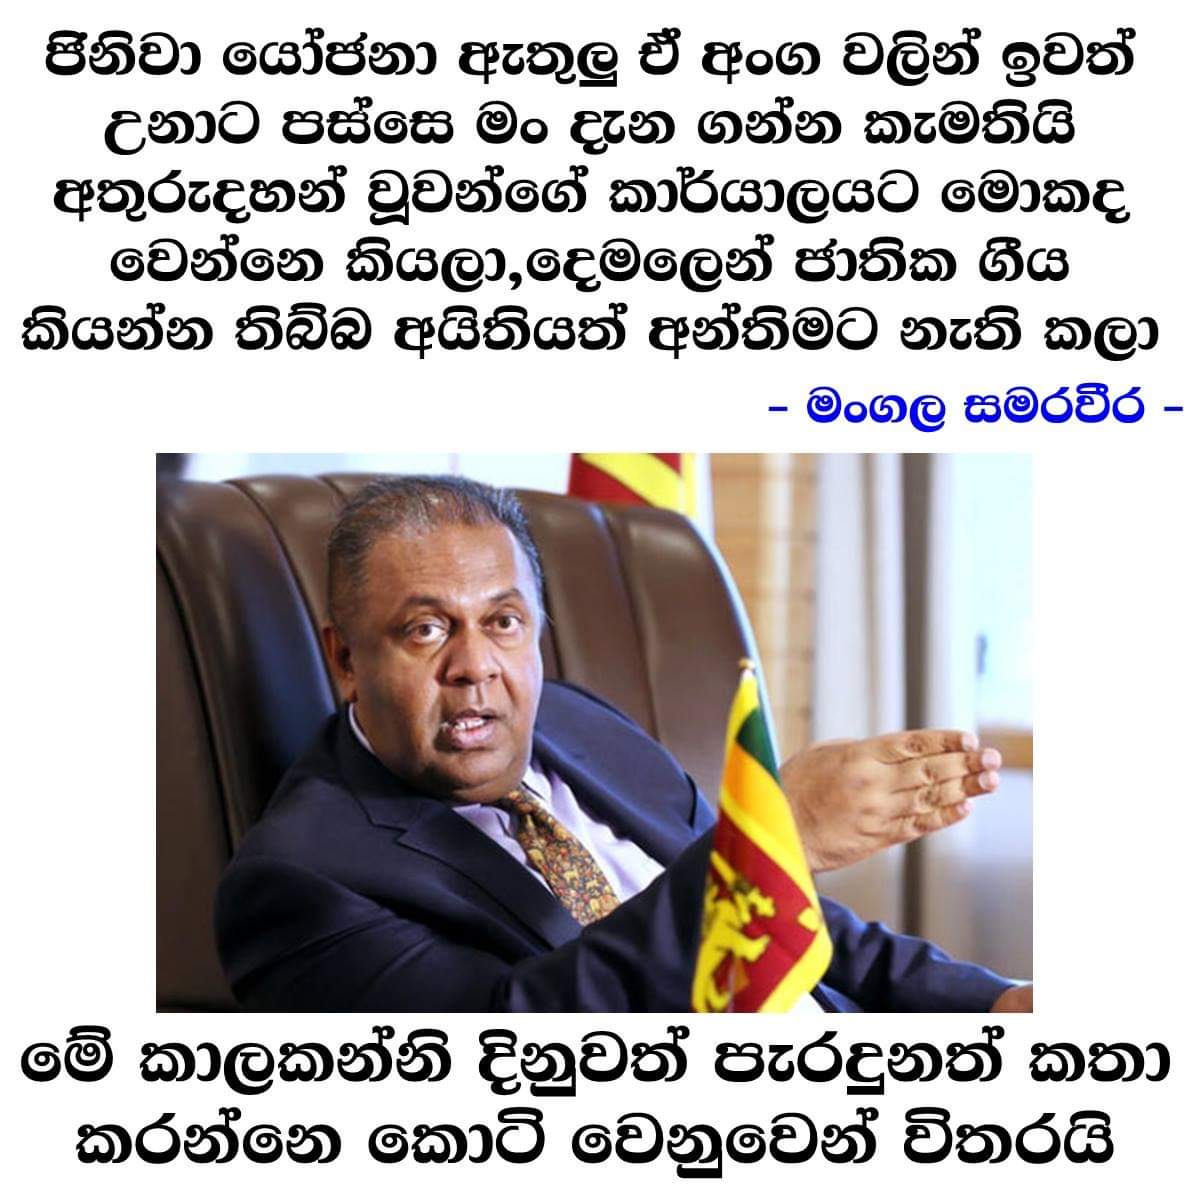 ජිනිවා යෝජනා ඇතුලු ඒ අංග වලින් ඉවත්
උනාට පස්සෙ මං දැන ගන්න කැමතියි
අතුරුදහන් වූවන්ගේ කාර්යාලයට මොකද
වෙන්නෙ කියලා,දෙමලෙන් ජාතික ගීය
කියන්න තිබ්බ අයිතියත් අන්තිමට නැති කලා
- මංගල සමරවීර -
මේ කාලකන්නි දිනුවත් පැරදුනත් කතා
කරන්නෙ කොටි වෙනුවෙන් විතරයි